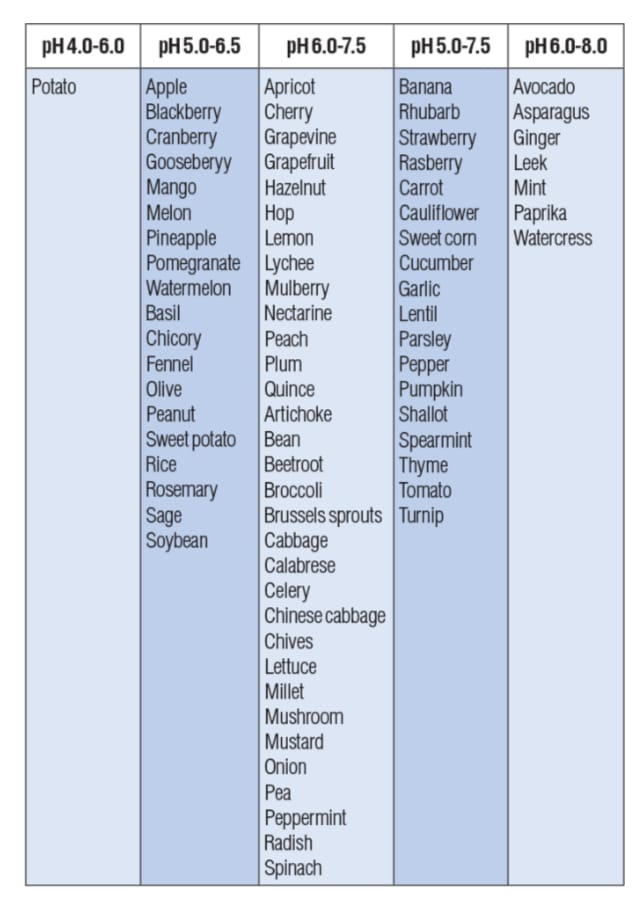 pH 4.0-6.0
pH 5.0-6.5
pH 6.0-7.5
pH 5.0-7.5
pH 6.0-8.0
Potato
Apple
Blackberry
Cranberry
Gooseberyy
Mango
Melon
Pineapple
Pomegranate
Watermelon
Basil
Chicory
Fennel
Olive
Peanut
Sweet potato
Rice
Rosemary
Sage
Soybean
Apricot
Cherry
Grapevine
Grapefruit
Hazelnut
Hop
Lemon
Lychee
Mulberry
Nectarine
Peach
Plum
Quince
Artichoke
Bean
Beetroot
Broccoli
Brussels sprouts
Cabbage
Calabrese
Celery
Chinese cabbage
Chives
Lettuce
Millet
Mushroom
Mustard
Onion
Pea
Peppermint
Radish
Spinach
Banana
Rhubarb
Strawberry
Rasberry
Carrot
Cauliflower
Sweet corn
Cucumber
Garlic
Lentil
Parsley
Pepper
Pumpkin
Shallot
Spearmint
Thyme
Tomato
Turnip
Avocado
Asparagus
Ginger
Leek
Mint
Paprika
Watercress